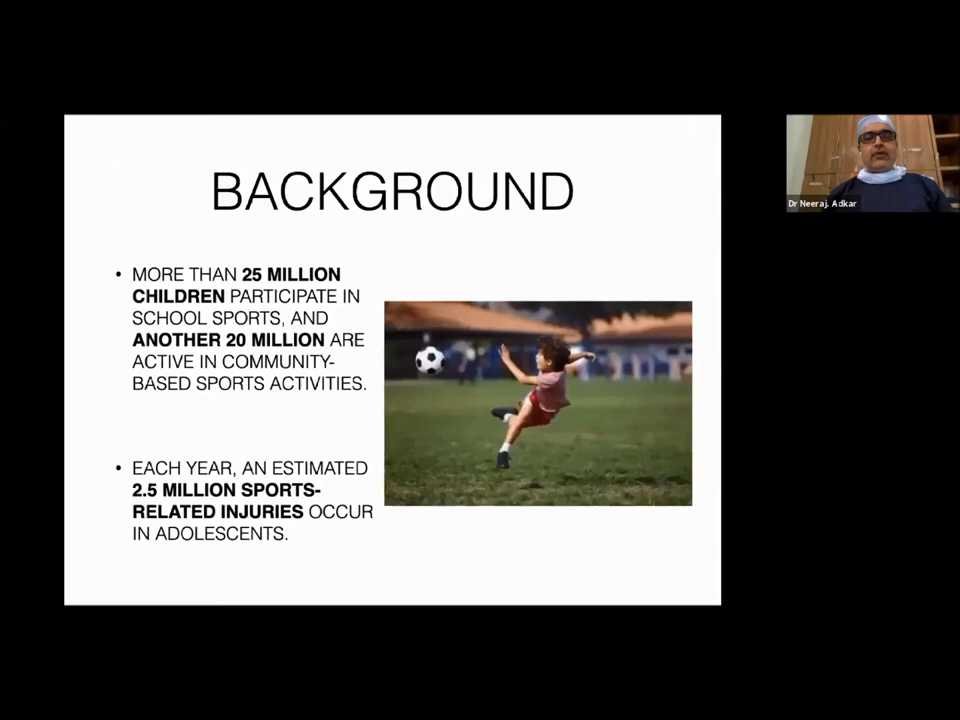 BACKGROUND
• MORE THAN 25 MILLION
CHILDREN PARTICIPATE IN
SCHOOL SPORTS, AND
ANOTHER 20 MILLION ARE
ACTIVE IN COMMUNITY-
BASED SPORTS ACTIVITIES.
• EACH YEAR, AN ESTIMATED
2.5 MILLION SPORTS-
RELATED INJURIES OCCUR
IN ADOLESCENTS.
Dr Neeraj. Adkar